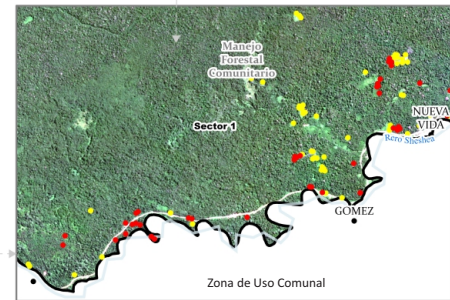 Manejo
Forestal
Comunitario
Sector 1
NUEVA
VIDA
Rero Sheshea
GOMEZ
Zona de Uso Comunal